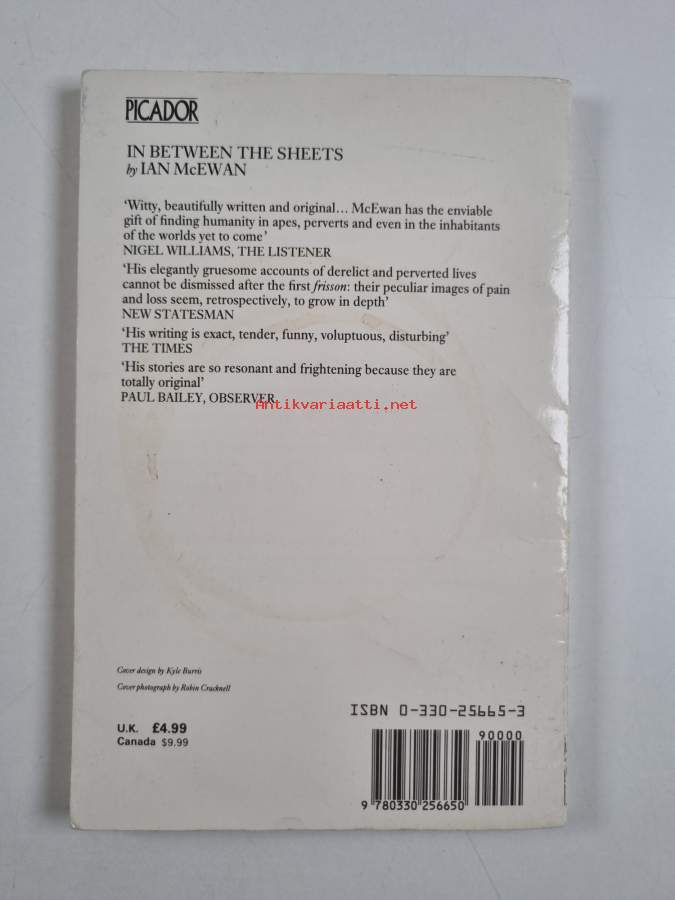 PICADOR
IN BETWEEN THE SHEETS
by IAN McEWAN
‘Witty, beautifully written and original… McEwan has the enviable
gift of finding humanity in apes, perverts and even in the inhabitants
of the worlds yet to come’
NIGEL WILLIAMS, THE LISTENER
‘His elegantly gruesome accounts of derelict and perverted lives
cannot be dismissed after the first frisson: their peculiar images of pain
and loss seem, retrospectively, to grow in depth’
NEW STATESMAN
‘His writing is exact, tender, funny, voluptuous, disturbing’
THE TIMES
‘His stories are so resonant and frightening because they are
totally original’
PAUL BAILEY, OBSERVER
Antikvariaatti.net
Cover design by Kyle Burris
Cover photograph by Robin Cracknell
ISBN 0-330-25665-3
U.K. £4.99
Canada $9.99
90000
9 780330 256650